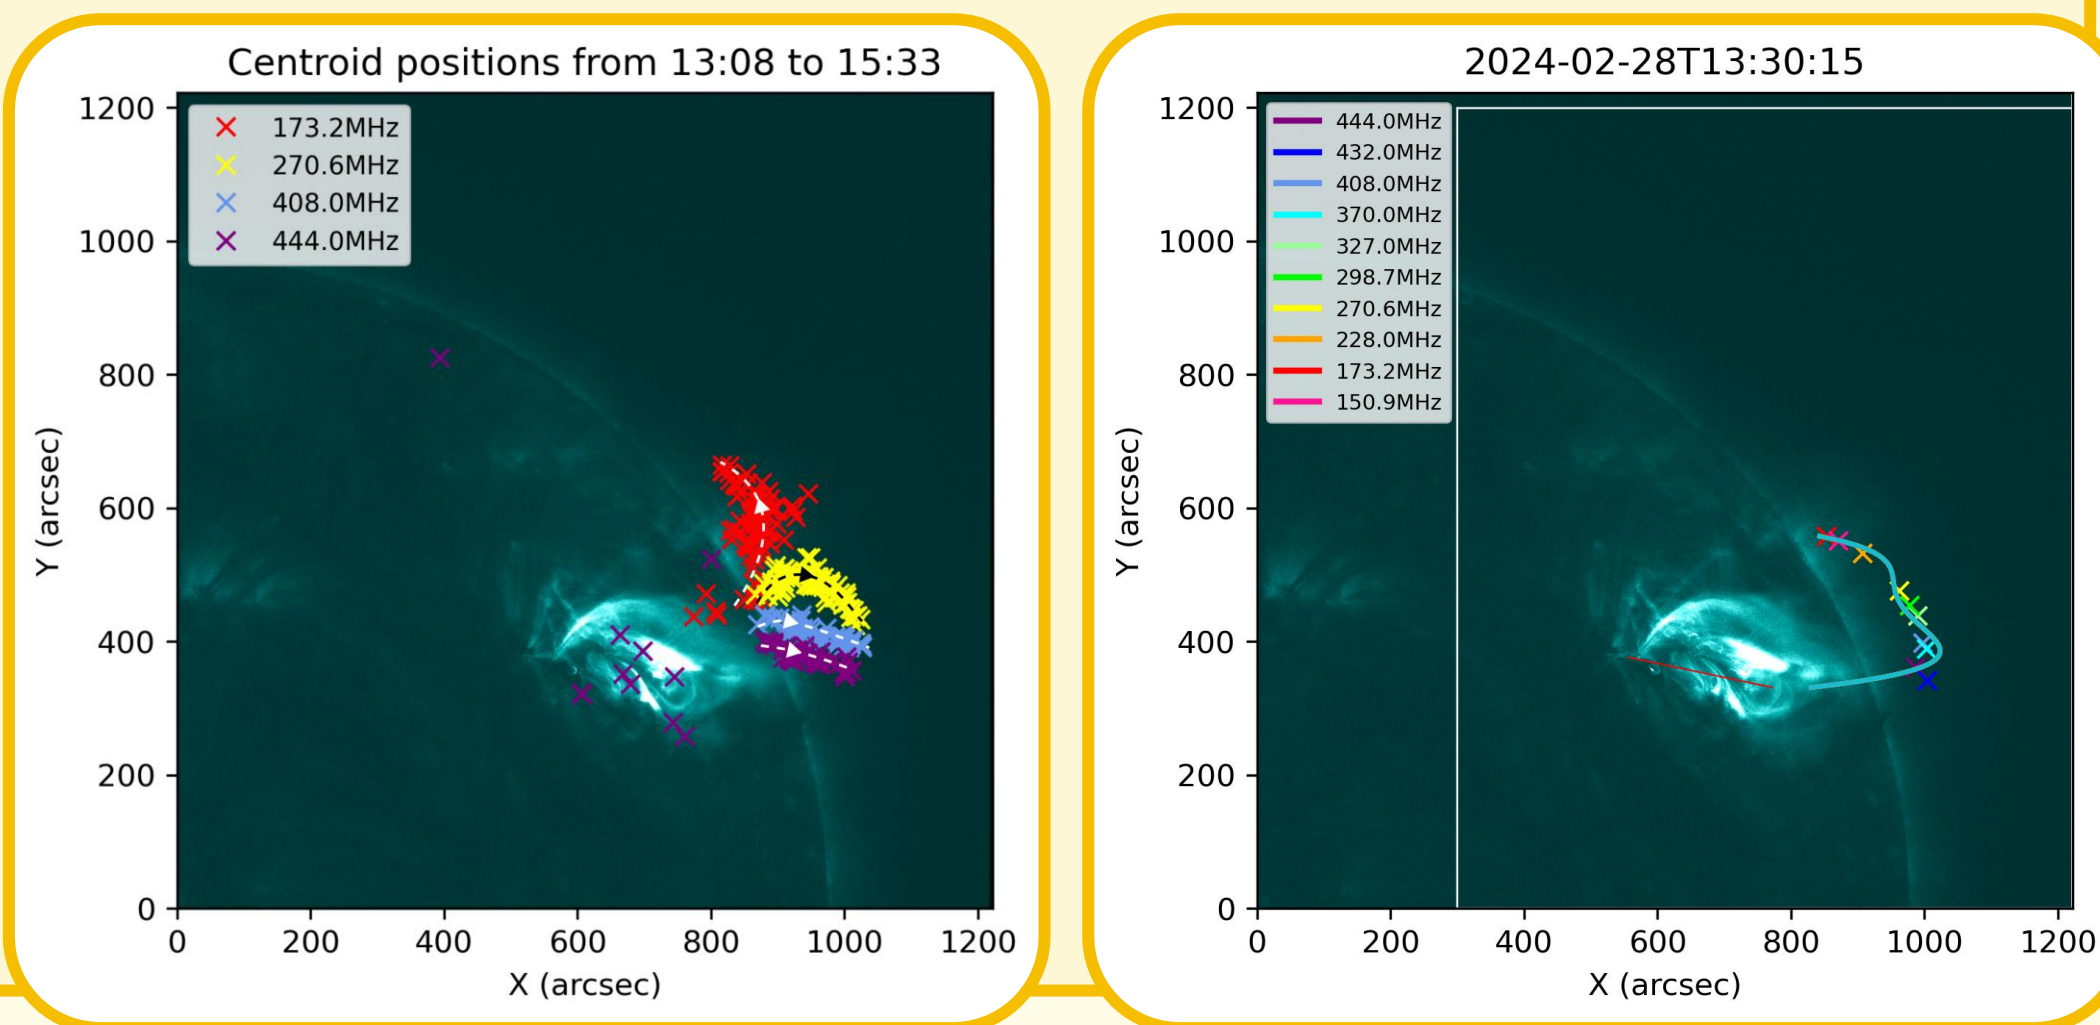 Centroid positions from 13:08 to 15:33
173.2MHz
270.6MHz
408.0MHz
444.0MHz
1200
1000
800
600
400
200
0
Y (arcsec)
0 200 400 600 800 1000 1200
X (arcsec)
2024-02-28T13:30:15
444.0MHz
432.0MHz
408.0MHz
370.0MHz
327.0MHz
298.7MHz
270.6MHz
228.0MHz
173.2MHz
150.9MHz
1200
1000
800
600
400
200
0
Y (arcsec)
0 200 400 600 800 1000 1200
X (arcsec)